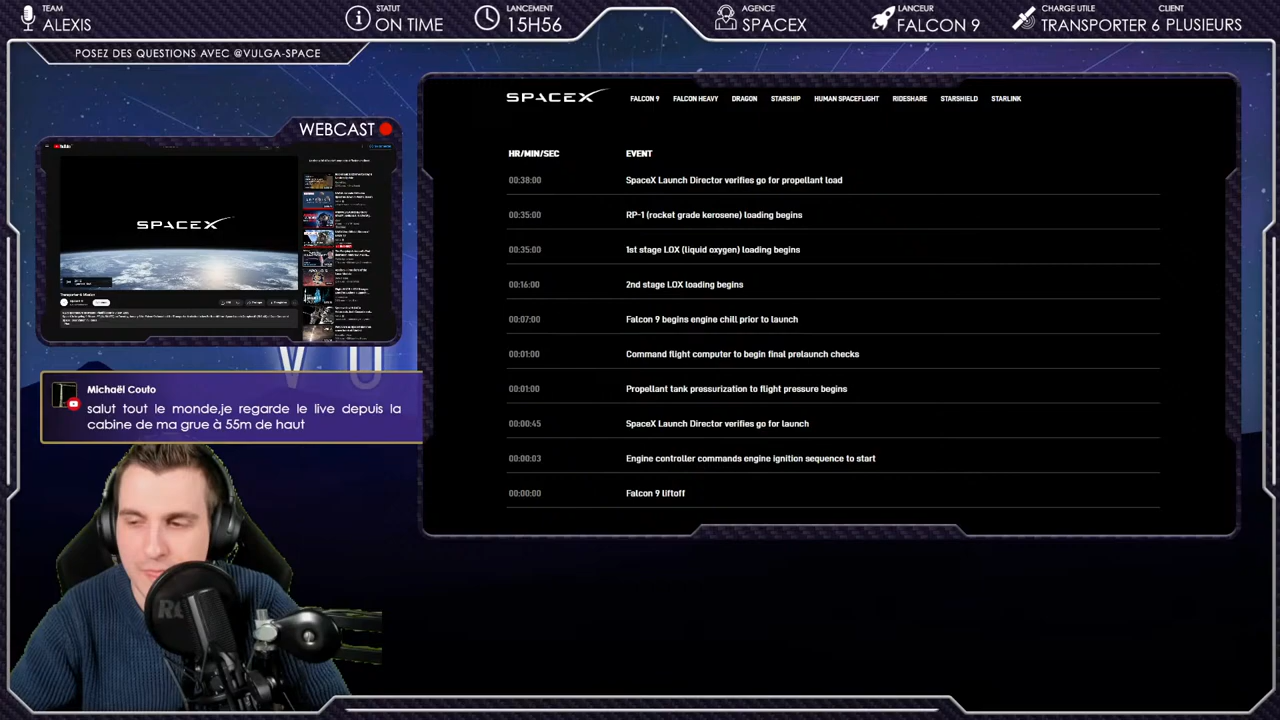 TEAM
ALEXIS
STATUT
ON TIME
LANCEMENT
15H56
AGENCE
SPACEX
LANCEUR
FALCON 9
CHARGE UTILE
TRANSPORTER 6
CLIENT
PLUSIEURS
POSEZ DES QUESTIONS AVEC @VULGA-SPACE
WEBCAST
SPACEX
Michaël Couto
salut tout le monde,je regarde le live depuis la
cabine de ma grue à 55m de haut
SPACEX FALCON 9 FALCON HEAVY DRAGON STARSHIP HUMAN SPACEFLIGHT RIDESHARE STARSHIELD STARLINK
HR/MIN/SEC EVENT
00:38:00 SpaceX Launch Director verifies go for propellant load
00:35:00 RP-1 (rocket grade kerosene) loading begins
00:35:00 1st stage LOX (liquid oxygen) loading begins
00:16:00 2nd stage LOX loading begins
00:07:00 Falcon 9 begins engine chill prior to launch
00:01:00 Command flight computer to begin final prelaunch checks
00:01:00 Propellant tank pressurization to flight pressure begins
00:00:45 SpaceX Launch Director verifies go for launch
00:00:03 Engine controller commands engine ignition sequence to start
00:00:00 Falcon 9 liftoff